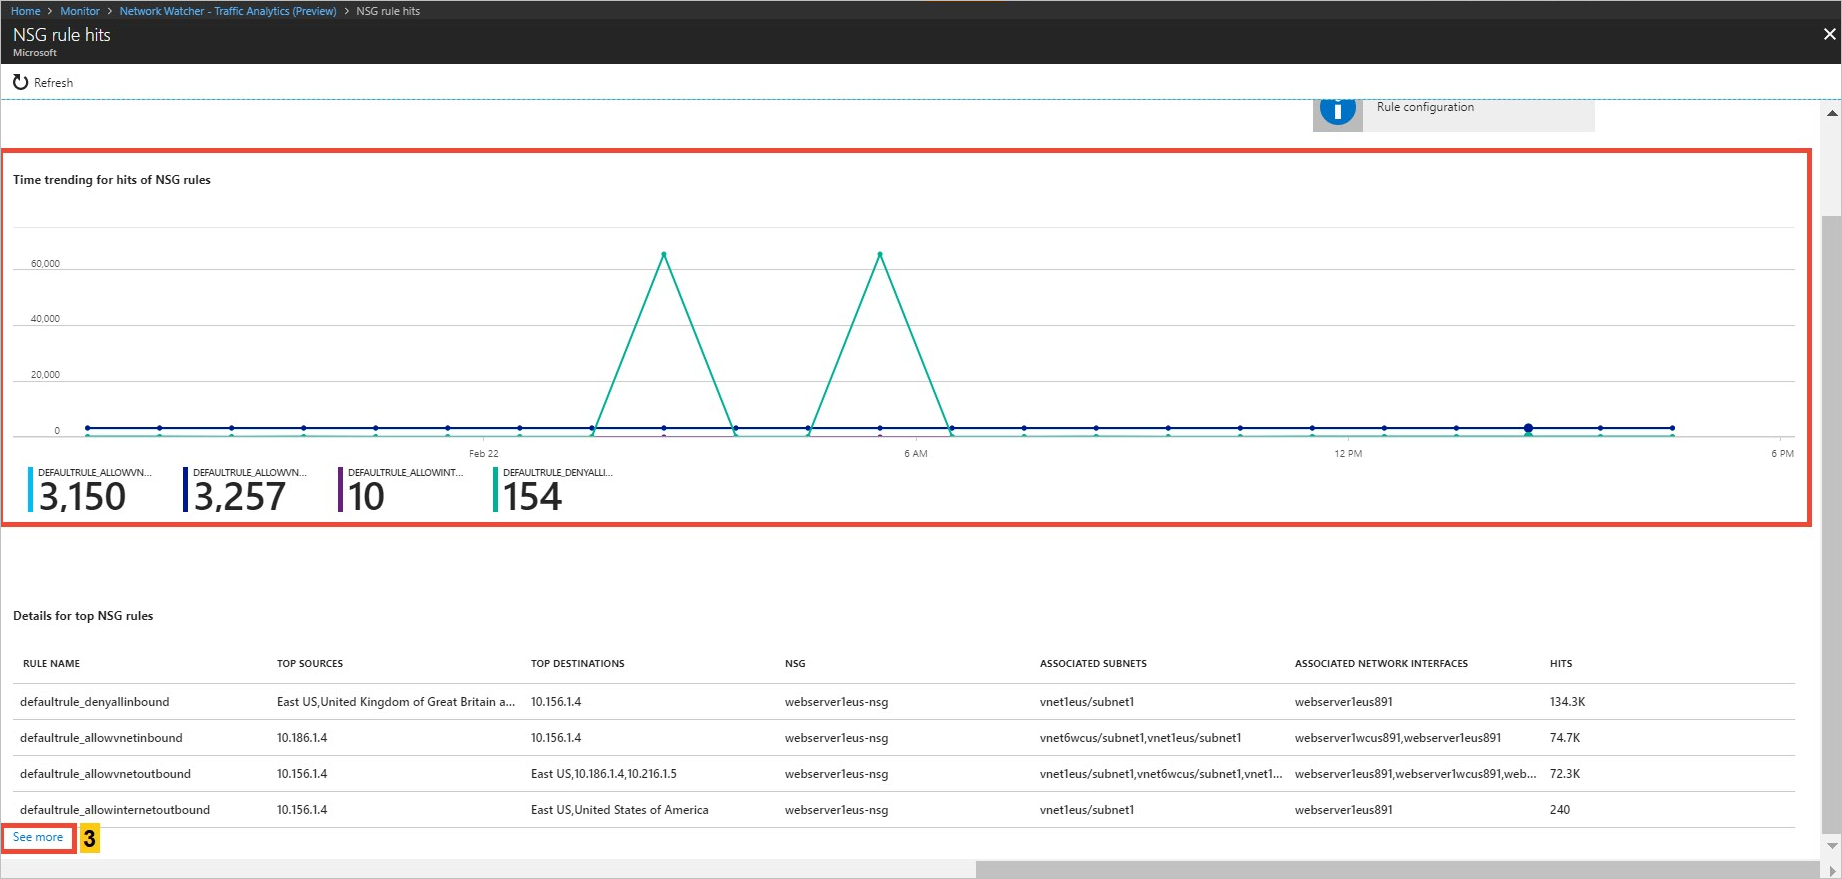 Home > Monitor > Network Watcher - Traffic Analytics (Preview) > NSG rule hits
NSG rule hits
Microsoft
Refresh
Rule configuration
Time trending for hits of NSG rules
60,000
40,000
20,000
0
Feb 22 6 AM 12 PM 6 PM
DEFAULTRULE_ALLOWVN... DEFAULTRULE_ALLOWVN... DEFAULTRULE_ALLOWINT... DEFAULTRULE_DENYALLI...
3,150 3,257 10 154
Details for top NSG rules
RULE NAME TOP SOURCES TOP DESTINATIONS NSG ASSOCIATED SUBNETS ASSOCIATED NETWORK INTERFACES HITS
defaultrule_denyallinbound East US,United Kingdom of Great Britain a... 10.156.1.4 webserver1eus-nsg vnet1eus/subnet1 webserver1eus891 134.3K
defaultrule_allowvnetinbound 10.186.1.4 10.156.1.4 webserver1eus-nsg vnet6wcus/subnet1,vnet1eus/subnet1 webserver1wcus891,webserver1eus891 74.7K
defaultrule_allowvnetoutbound 10.156.1.4 East US,10.186.1.4,10.216.1.5 webserver1eus-nsg vnet1eus/subnet1,vnet6wcus/subnet1,vnet1... webserver1eus891,webserver1wcus891,web... 72.3K
defaultrule_allowinternetoutbound 10.156.1.4 East US,United States of America webserver1eus-nsg vnet1eus/subnet1 webserver1eus891 240
See more 3